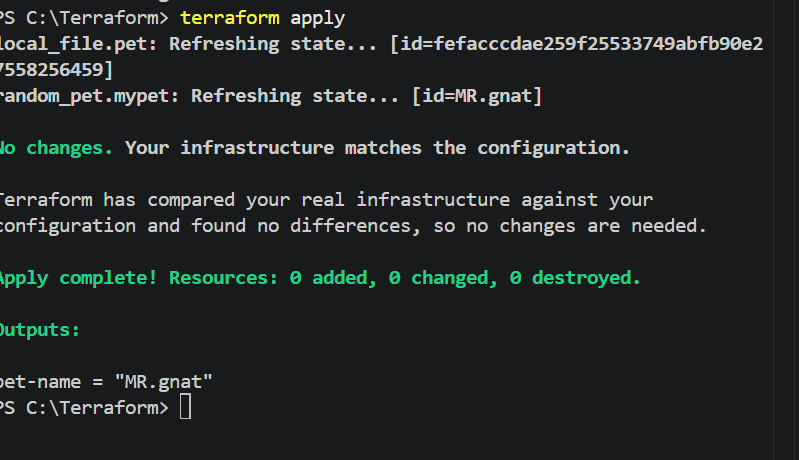 PS C:\Terraform> terraform apply
local_file.pet: Refreshing state... [id=fefacccdae259f25533749abfb90e2
7558256459]
random_pet.mypet: Refreshing state... [id=MR.gnat]
No changes. Your infrastructure matches the configuration.
Terraform has compared your real infrastructure against your
configuration and found no differences, so no changes are needed.
Apply complete! Resources: 0 added, 0 changed, 0 destroyed.
Outputs:
pet-name = "MR.gnat"
PS C:\Terraform>